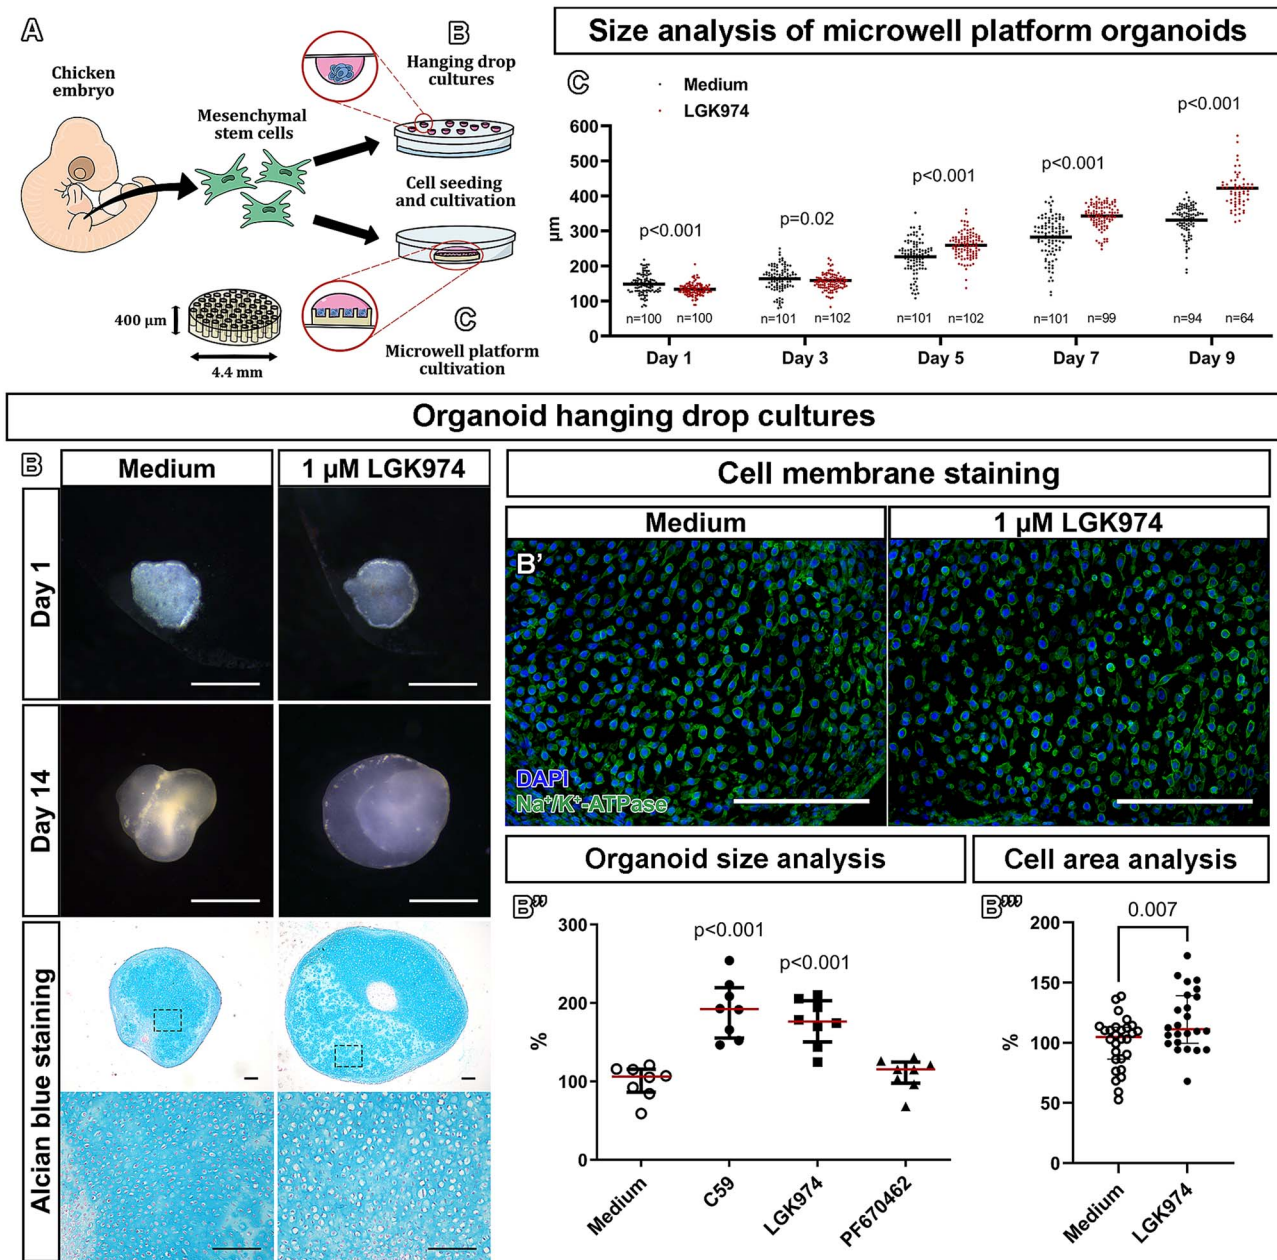 A
Chicken
embryo
Mesenchymal
stem cells
B
Hanging drop
cultures
Cell seeding
and cultivation
C
Microwell platform
cultivation
400 µm
4.4 mm
Size analysis of microwell platform organoids
C
Medium
LGK974
µm
600
500
400
300
200
100
0
p<0.001
p=0.02
p<0.001
p<0.001
p<0.001
n=100 n=100 n=101 n=102 n=101 n=102 n=101 n=99 n=94 n=64
Day 1 Day 3 Day 5 Day 7 Day 9
Organoid hanging drop cultures
B
Medium 1 µM LGK974
Day 1
Day 14
Alcian blue staining
Cell membrane staining
Medium 1 µM LGK974
B'
DAPI
Na⁺/K⁺-ATPase
Organoid size analysis
B''
%
300
200
100
0
p<0.001
p<0.001
Medium C59 LGK974 PF670462
Cell area analysis
B'''
%
200
150
100
50
0
0.007
Medium LGK974